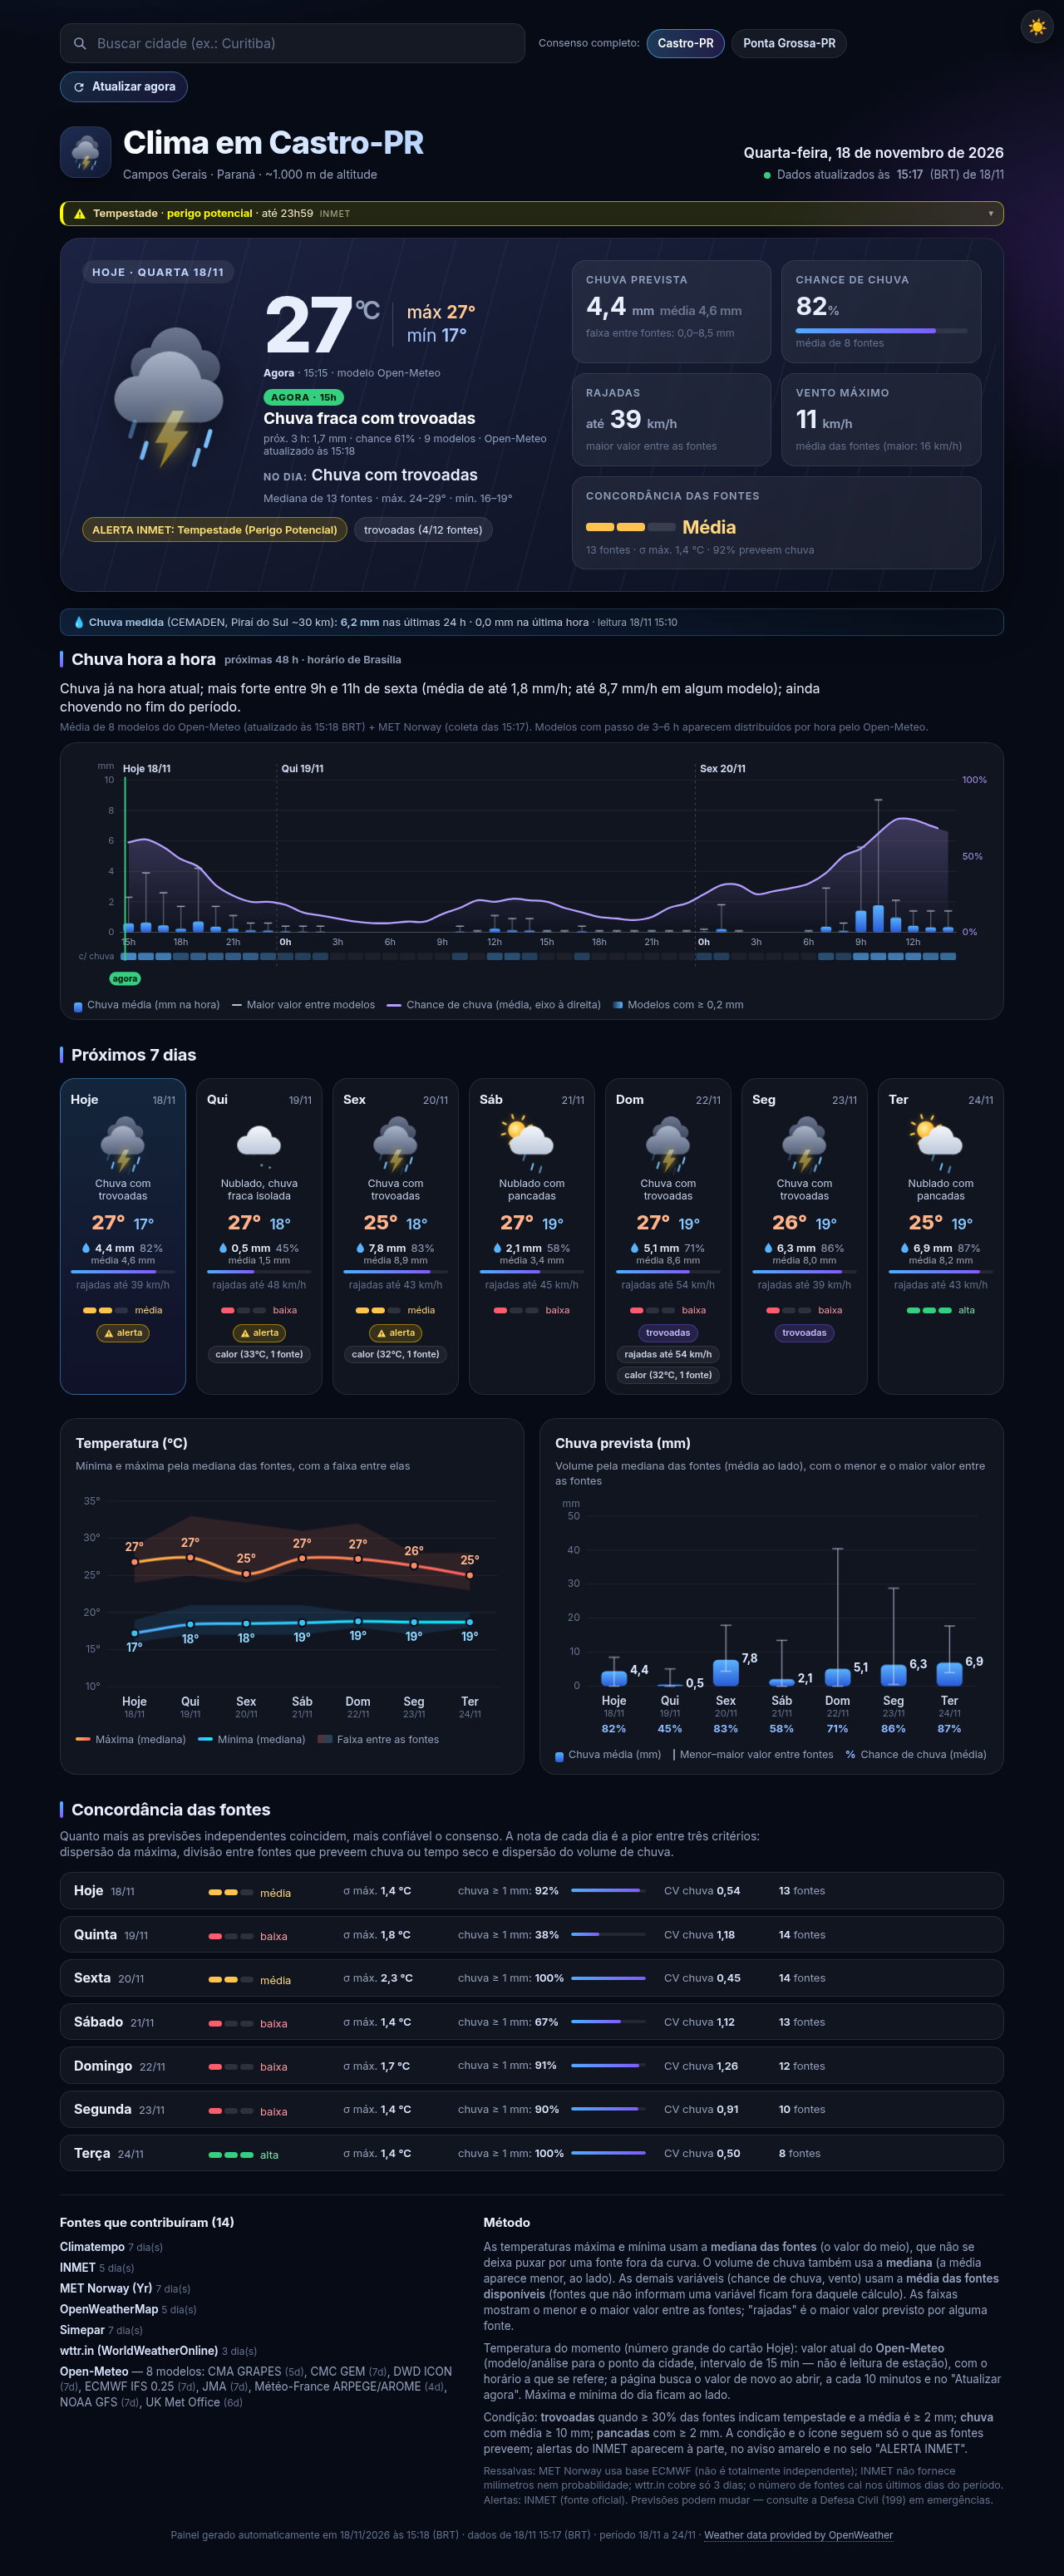 Buscar cidade (ex.: Curitiba)
Consenso completo: Castro-PR Ponta Grossa-PR
Atualizar agora
Clima em Castro-PR
Campos Gerais · Paraná · ~1.000 m de altitude
Quarta-feira, 18 de novembro de 2026
Dados atualizados às 15:17 (BRT) de 18/11
Tempestade · perigo potencial · até 23h59 INMET
HOJE · QUARTA 18/11
27°C
máx 27°
mín 17°
Agora · 15:15 · modelo Open-Meteo
AGORA · 15h
Chuva fraca com trovoadas
próx. 3 h: 1,7 mm · chance 61% · 9 modelos · Open-Meteo
atualizado às 15:18
NO DIA: Chuva com trovoadas
Mediana de 13 fontes · máx. 24–29° · mín. 16–19°
ALERTA INMET: Tempestade (Perigo Potencial) trovoadas (4/12 fontes)
CHUVA PREVISTA
4,4 mm média 4,6 mm
faixa entre fontes: 0,0–8,5 mm
CHANCE DE CHUVA
82%
média de 8 fontes
RAJADAS
até 39 km/h
maior valor entre as fontes
VENTO MÁXIMO
11 km/h
média das fontes (maior: 16 km/h)
CONCORDÂNCIA DAS FONTES
Média
13 fontes · σ máx. 1,4 °C · 92% preveem chuva
Chuva medida (CEMADEN, Piraí do Sul ~30 km): 6,2 mm nas últimas 24 h · 0,0 mm na última hora · leitura 18/11 15:10
Chuva hora a hora próximas 48 h · horário de Brasília
Chuva já na hora atual; mais forte entre 9h e 11h de sexta (média de até 1,8 mm/h; até 8,7 mm/h em algum modelo); ainda
chovendo no fim do período.
Média de 8 modelos do Open-Meteo (atualizado às 15:18 BRT) + MET Norway (coleta das 15:17). Modelos com passo de 3–6 h aparecem distribuídos por hora pelo Open-Meteo.
mm Hoje 18/11 Qui 19/11 Sex 20/11
10 100%
8
6
50%
4
2
0 0%
15h 18h 21h 0h 3h 6h 9h 12h 15h 18h 21h 0h 3h 6h 9h 12h
c/ chuva
agora
Chuva média (mm na hora) Maior valor entre modelos Chance de chuva (média, eixo à direita) Modelos com ≥ 0,2 mm
Próximos 7 dias
Hoje 18/11
Chuva com
trovoadas
27° 17°
4,4 mm 82%
média 4,6 mm
rajadas até 39 km/h
média
alerta
Qui 19/11
Nublado, chuva
fraca isolada
27° 18°
0,5 mm 45%
média 1,5 mm
rajadas até 48 km/h
baixa
alerta
calor (33°C, 1 fonte)
Sex 20/11
Chuva com
trovoadas
25° 18°
7,8 mm 83%
média 8,9 mm
rajadas até 43 km/h
média
alerta
calor (32°C, 1 fonte)
Sáb 21/11
Nublado com
pancadas
27° 19°
2,1 mm 58%
média 3,4 mm
rajadas até 45 km/h
baixa
Dom 22/11
Chuva com
trovoadas
27° 19°
5,1 mm 71%
média 8,6 mm
rajadas até 54 km/h
baixa
trovoadas
rajadas até 54 km/h
calor (32°C, 1 fonte)
Seg 23/11
Chuva com
trovoadas
26° 19°
6,3 mm 86%
média 8,0 mm
rajadas até 39 km/h
baixa
trovoadas
Ter 24/11
Nublado com
pancadas
25° 19°
6,9 mm 87%
média 8,2 mm
rajadas até 43 km/h
alta
Temperatura (°C)
Mínima e máxima pela mediana das fontes, com a faixa entre elas
35°
30°
25°
20°
15°
10°
27° 27° 25° 27° 27° 26° 25°
17° 18° 18° 19° 19° 19° 19°
Hoje Qui Sex Sáb Dom Seg Ter
18/11 19/11 20/11 21/11 22/11 23/11 24/11
Máxima (mediana) Mínima (mediana) Faixa entre as fontes
Chuva prevista (mm)
Volume pela mediana das fontes (média ao lado), com o menor e o maior valor entre
as fontes
mm
50
40
30
20
10
0
4,4 0,5 7,8 2,1 5,1 6,3 6,9
Hoje Qui Sex Sáb Dom Seg Ter
18/11 19/11 20/11 21/11 22/11 23/11 24/11
82% 45% 83% 58% 71% 86% 87%
Chuva média (mm) Menor–maior valor entre fontes % Chance de chuva (média)
Concordância das fontes
Quanto mais as previsões independentes coincidem, mais confiável o consenso. A nota de cada dia é a pior entre três critérios:
dispersão da máxima, divisão entre fontes que preveem chuva ou tempo seco e dispersão do volume de chuva.
Hoje 18/11 média σ máx. 1,4 °C chuva ≥ 1 mm: 92% CV chuva 0,54 13 fontes
Quinta 19/11 baixa σ máx. 1,8 °C chuva ≥ 1 mm: 38% CV chuva 1,18 14 fontes
Sexta 20/11 média σ máx. 2,3 °C chuva ≥ 1 mm: 100% CV chuva 0,45 14 fontes
Sábado 21/11 baixa σ máx. 1,4 °C chuva ≥ 1 mm: 67% CV chuva 1,12 13 fontes
Domingo 22/11 baixa σ máx. 1,7 °C chuva ≥ 1 mm: 91% CV chuva 1,26 12 fontes
Segunda 23/11 baixa σ máx. 1,4 °C chuva ≥ 1 mm: 90% CV chuva 0,91 10 fontes
Terça 24/11 alta σ máx. 1,4 °C chuva ≥ 1 mm: 100% CV chuva 0,50 8 fontes
Fontes que contribuíram (14)
Climatempo 7 dia(s)
INMET 5 dia(s)
MET Norway (Yr) 7 dia(s)
OpenWeatherMap 5 dia(s)
Simepar 7 dia(s)
wttr.in (WorldWeatherOnline) 3 dia(s)
Open-Meteo — 8 modelos: CMA GRAPES (5d), CMC GEM (7d), DWD ICON
(7d), ECMWF IFS 0.25 (7d), JMA (7d), Météo-France ARPEGE/AROME (4d),
NOAA GFS (7d), UK Met Office (6d)
Método
As temperaturas máxima e mínima usam a mediana das fontes (o valor do meio), que não se
deixa puxar por uma fonte fora da curva. O volume de chuva também usa a mediana (a média
aparece menor, ao lado). As demais variáveis (chance de chuva, vento) usam a média das fontes
disponíveis (fontes que não informam uma variável ficam fora daquele cálculo). As faixas
mostram o menor e o maior valor entre as fontes; "rajadas" é o maior valor previsto por alguma
fonte.
Temperatura do momento (número grande do cartão Hoje): valor atual do Open-Meteo
(modelo/análise para o ponto da cidade, intervalo de 15 min — não é leitura de estação), com o
horário a que se refere; a página busca o valor de novo ao abrir, a cada 10 minutos e no "Atualizar
agora". Máxima e mínima do dia ficam ao lado.
Condição: trovoadas quando ≥ 30% das fontes indicam tempestade e a média é ≥ 2 mm; chuva
com média ≥ 10 mm; pancadas com ≥ 2 mm. A condição e o ícone seguem só o que as fontes
preveem; alertas do INMET aparecem à parte, no aviso amarelo e no selo "ALERTA INMET".
Ressalvas: MET Norway usa base ECMWF (não é totalmente independente); INMET não fornece
milímetros nem probabilidade; wttr.in cobre só 3 dias; o número de fontes cai nos últimos dias do período.
Alertas: INMET (fonte oficial). Previsões podem mudar — consulte a Defesa Civil (199) em emergências.
Painel gerado automaticamente em 18/11/2026 às 15:18 (BRT) · dados de 18/11 15:17 (BRT) · período 18/11 a 24/11 · Weather data provided by OpenWeather